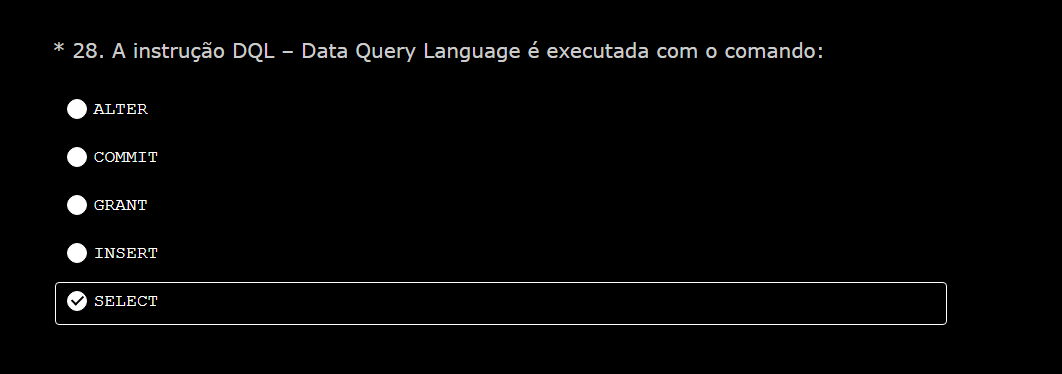 * 28. A instrução DQL – Data Query Language é executada com o comando:
ALTER
COMMIT
GRANT
INSERT
SELECT